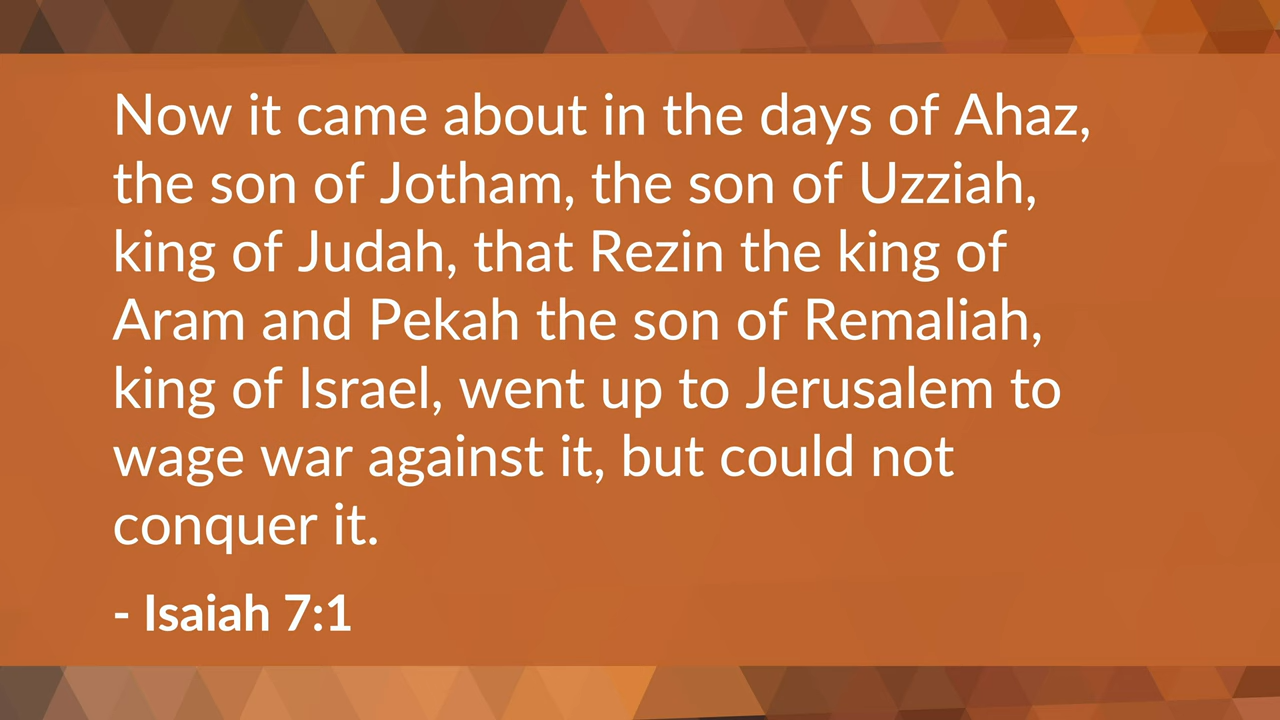 Now it came about in the days of Ahaz,
the son of Jotham, the son of Uzziah,
king of Judah, that Rezin the king of
Aram and Pekah the son of Remaliah,
king of Israel, went up to Jerusalem to
wage war against it, but could not
conquer it.
- Isaiah 7:1